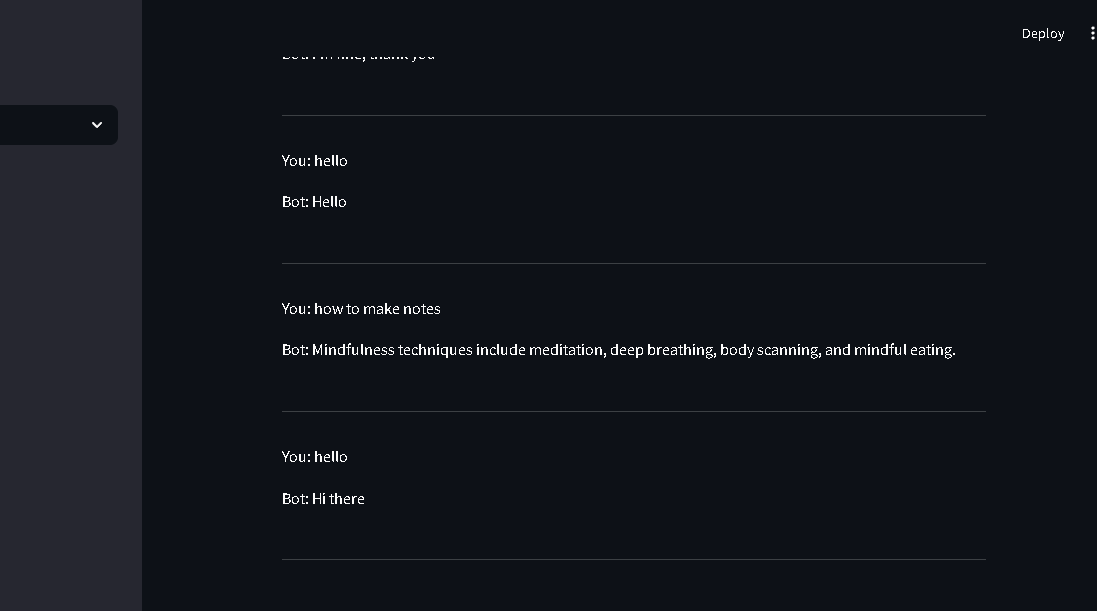 Deploy
Bot: I'm fine, thank you
You: hello
Bot: Hello
You: how to make notes
Bot: Mindfulness techniques include meditation, deep breathing, body scanning, and mindful eating.
You: hello
Bot: Hi there